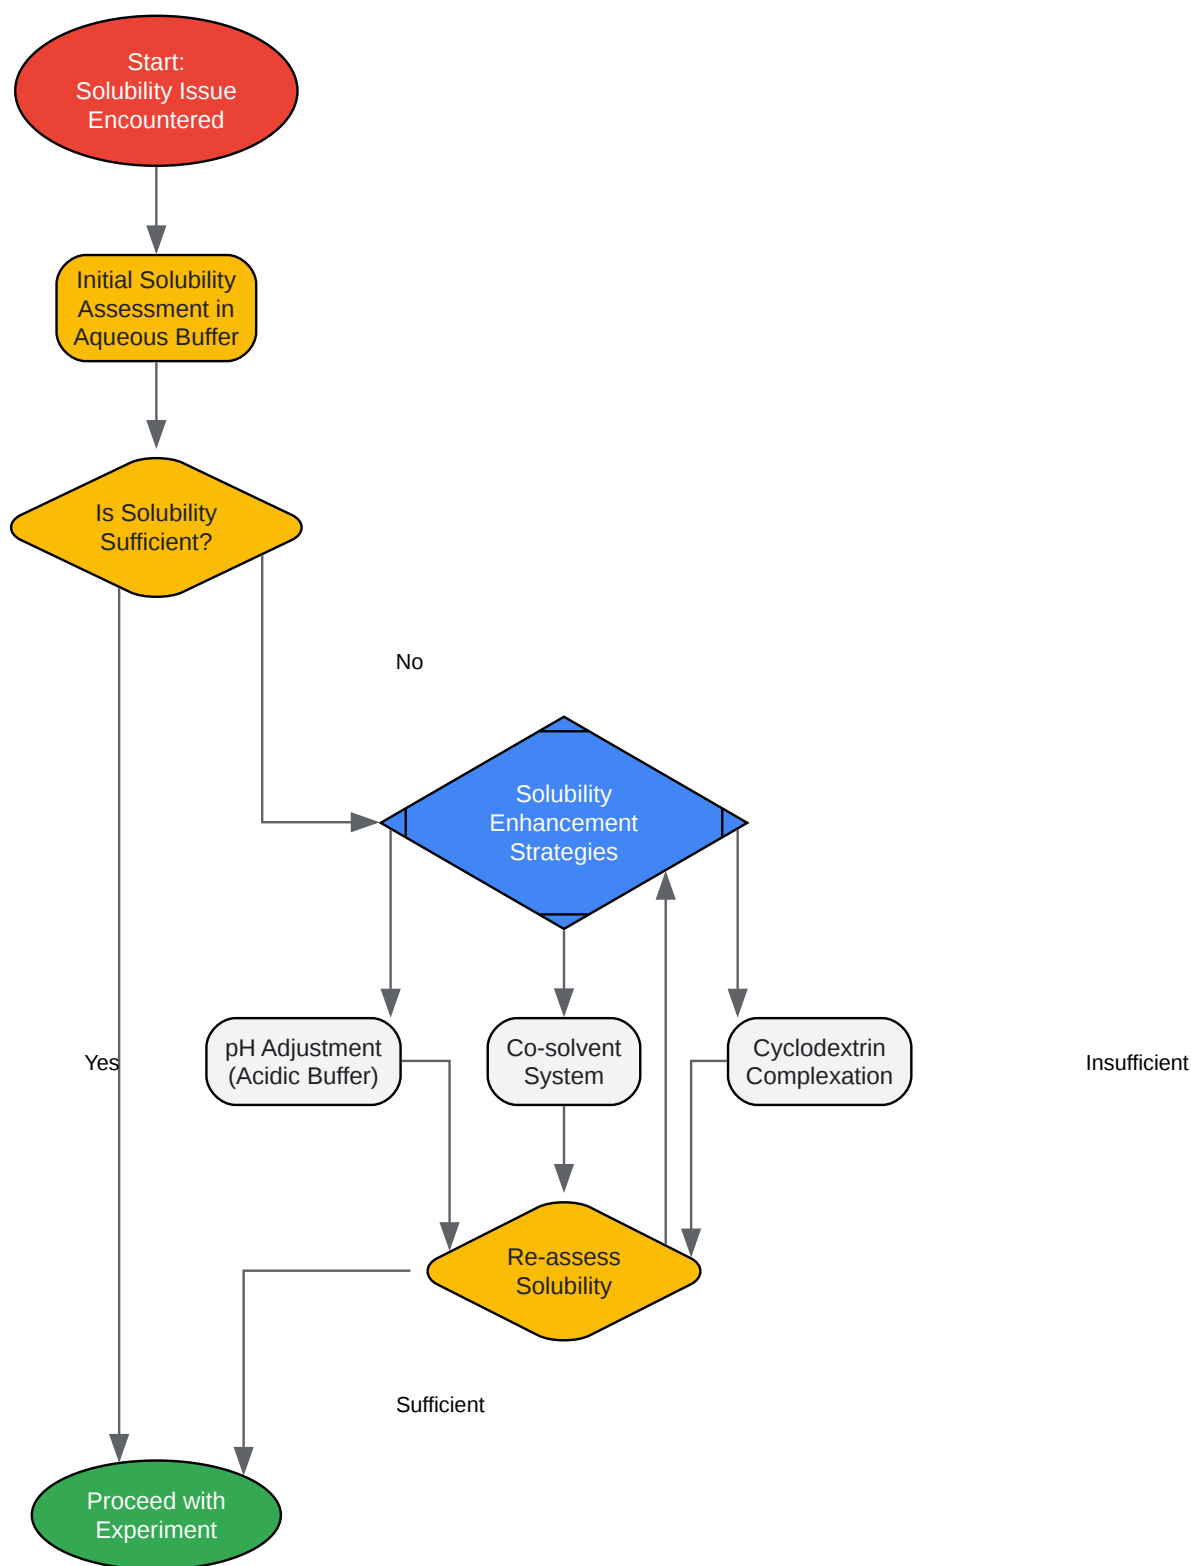 Start:
Solubility Issue
Encountered
Initial Solubility
Assessment in
Aqueous Buffer
Is Solubility
Sufficient?
No
Solubility
Enhancement
Strategies
Yes
pH Adjustment
(Acidic Buffer)
Co-solvent
System
Cyclodextrin
Complexation
Insufficient
Re-assess
Solubility
Sufficient
Proceed with
Experiment